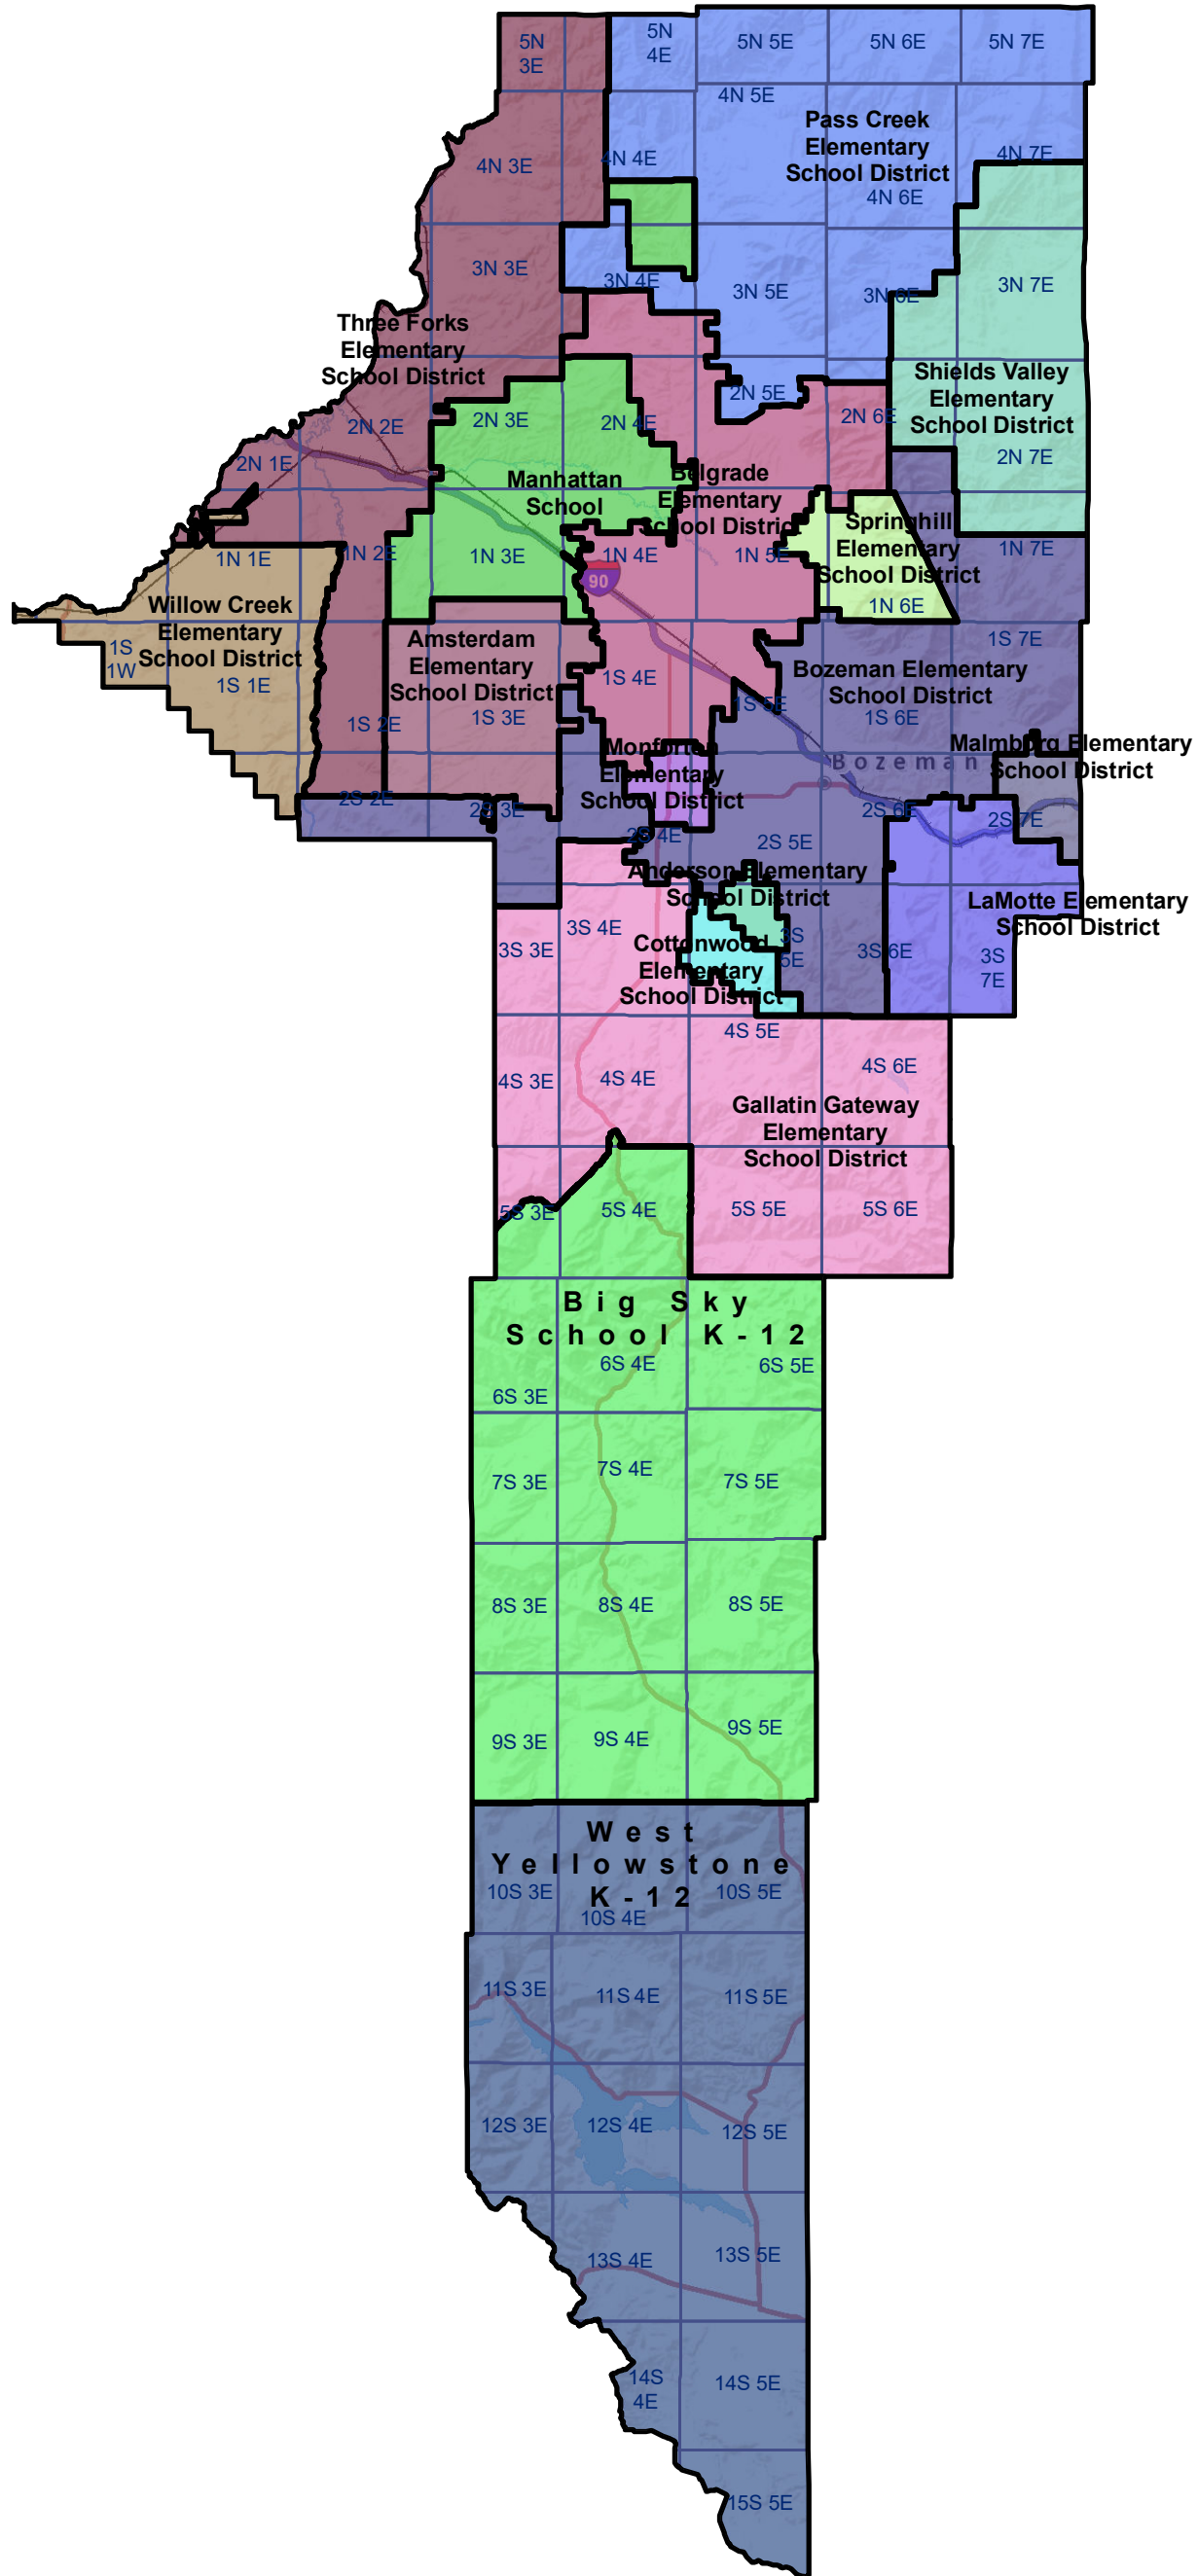 5N
3E
5N
4E
5N 5E
5N 6E
5N 7E
4N 5E
Pass Creek
Elementary
School District
4N 3E
4N 4E
4N 7E
4N 6E
3N 3E
3N 4E
3N 5E
3N 6E
3N 7E
Three Forks
Elementary
School District
Shields Valley
Elementary
School District
2N 5E
2N 2E
2N 3E
2N 4E
2N 6E
2N 1E
2N 7E
Manhattan
School
Belgrade
Elementary
School District
Springhill
Elementary
School District
1N 1E
1N 2E
1N 3E
1N 4E
1N 5E
1N 7E
90
1N 6E
Willow Creek
Elementary
School District
1S
1W
1S 1E
Amsterdam
Elementary
School District
1S 4E
1S 7E
Bozeman Elementary
School District
1S 2E
1S 3E
1S 5E
1S 6E
Monforton
Elementary
School District
Bozeman
Malmborg Elementary
School District
2S 2E
2S 3E
2S 4E
2S 5E
2S 6E
2S 7E
Anderson Elementary
School District
LaMotte Elementary
School District
3S 3E
3S 4E
Cottonwood
Elementary
School District
3S
5E
3S 6E
3S
7E
4S 5E
4S 3E
4S 4E
4S 6E
Gallatin Gateway
Elementary
School District
5S 3E
5S 4E
5S 5E
5S 6E
Big Sky
School K-12
6S 4E
6S 5E
6S 3E
7S 3E
7S 4E
7S 5E
8S 3E
8S 4E
8S 5E
9S 3E
9S 4E
9S 5E
West
Yellowstone
K-12
10S 3E
10S 4E
10S 5E
11S 3E
11S 4E
11S 5E
12S 3E
12S 4E
12S 5E
13S 4E
13S 5E
14S
4E
14S 5E
15S 5E